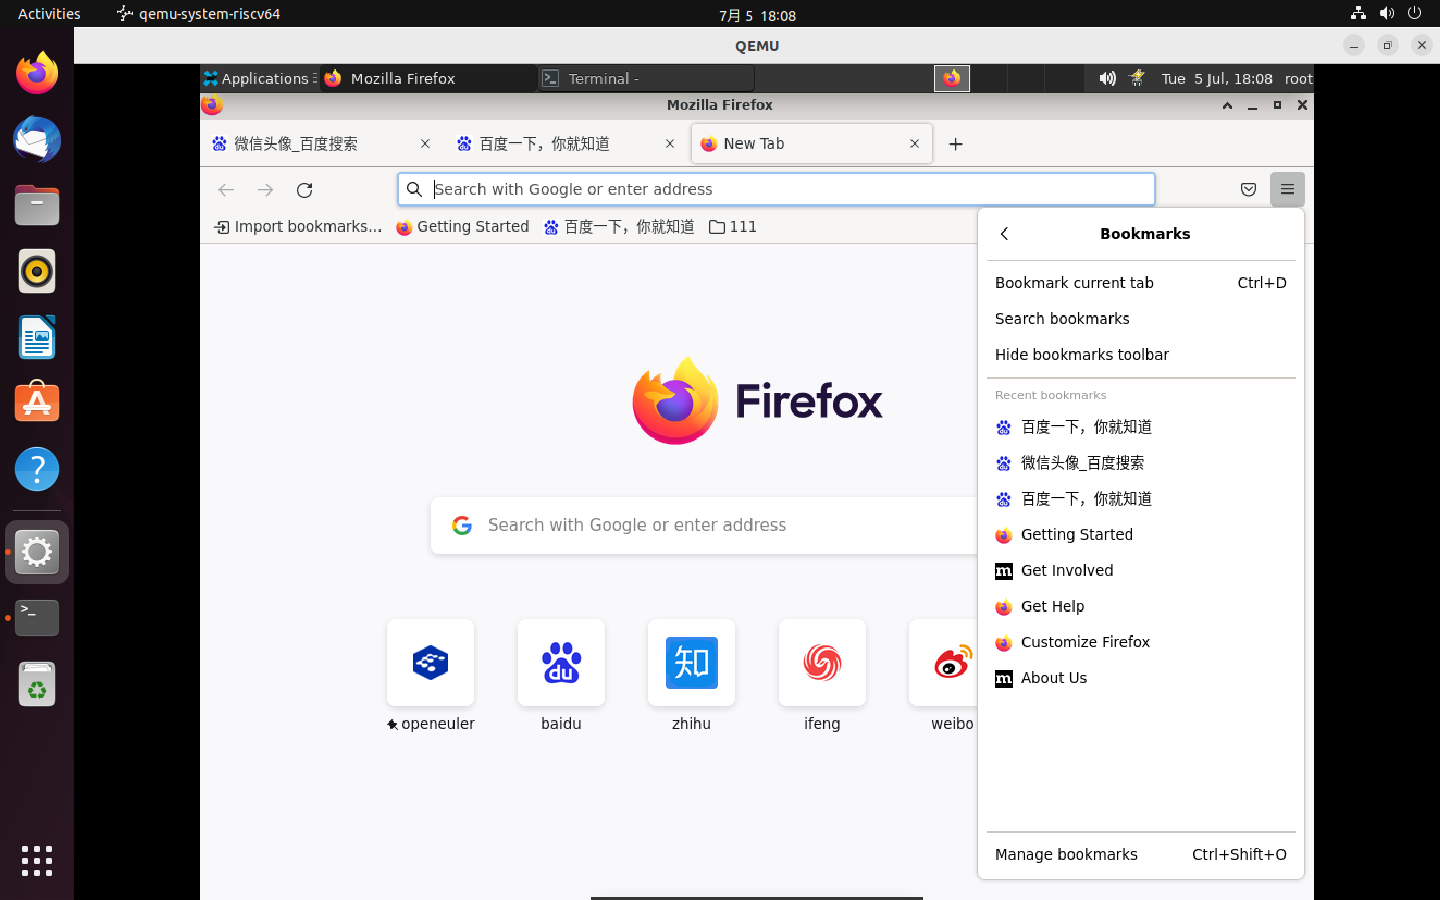 Activities
qemu-system-riscv64
7月 5 18:08
QEMU
Applications
Mozilla Firefox
Terminal -
Tue 5 Jul, 18:08
root
Mozilla Firefox
微信头像_百度搜索
百度一下，你就知道
New Tab
Search with Google or enter address
Import bookmarks...
Getting Started
百度一下，你就知道
111
Bookmarks
Bookmark current tab
Ctrl+D
Search bookmarks
Hide bookmarks toolbar
Recent bookmarks
百度一下，你就知道
微信头像_百度搜索
百度一下，你就知道
Getting Started
Get Involved
Get Help
Customize Firefox
About Us
Manage bookmarks
Ctrl+Shift+O
Firefox
Search with Google or enter address
du
知
openeuler
baidu
zhihu
ifeng
weibo